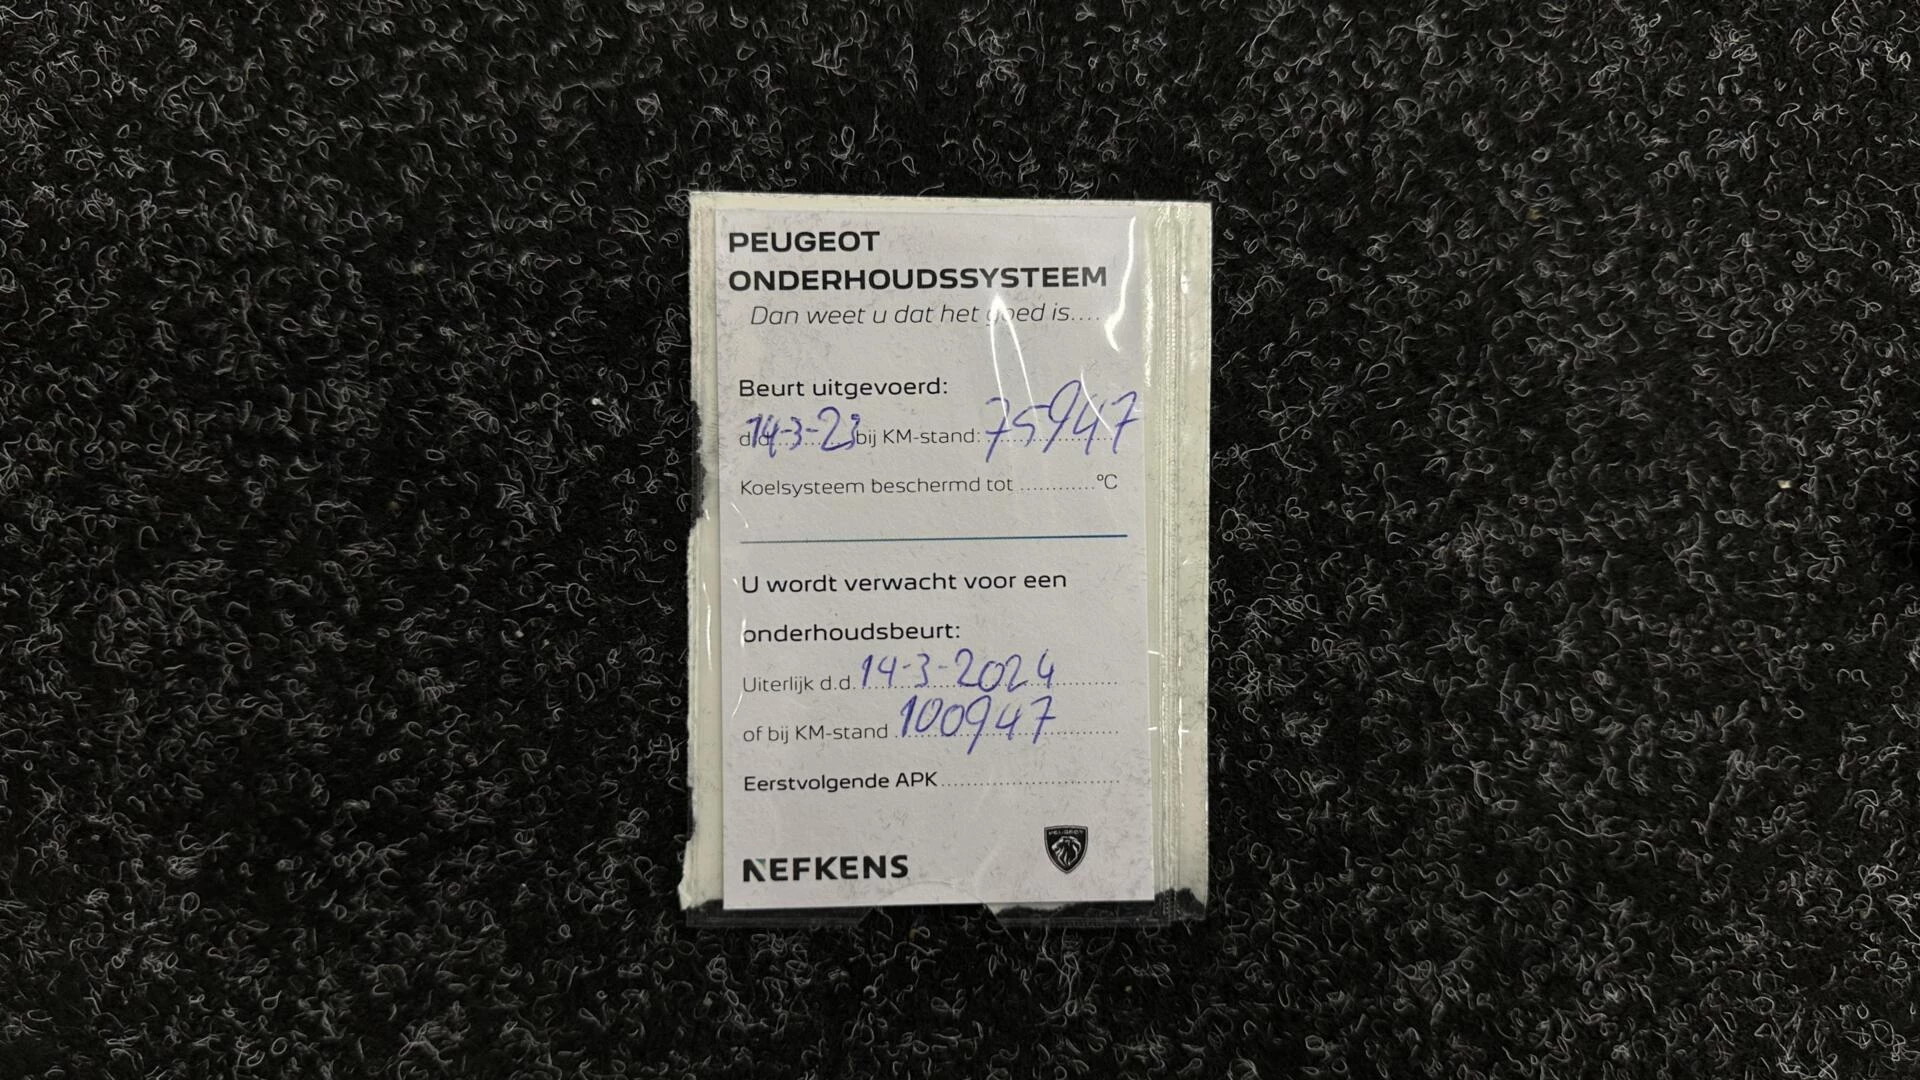 PEUGEOT
ONDERHOUDSSYSTEEM
Dan weet u dat het goed is....
Beurt uitgevoerd:
d.d. 14-3-23 bij KM-stand: 75947
Koelsysteem beschermd tot ............°C
U wordt verwacht voor een
onderhoudsbeurt:
Uiterlijk d.d. 14-3-2024
of bij KM-stand 100947
Eerstvolgende APK
NEFKENS
PEUGEOT